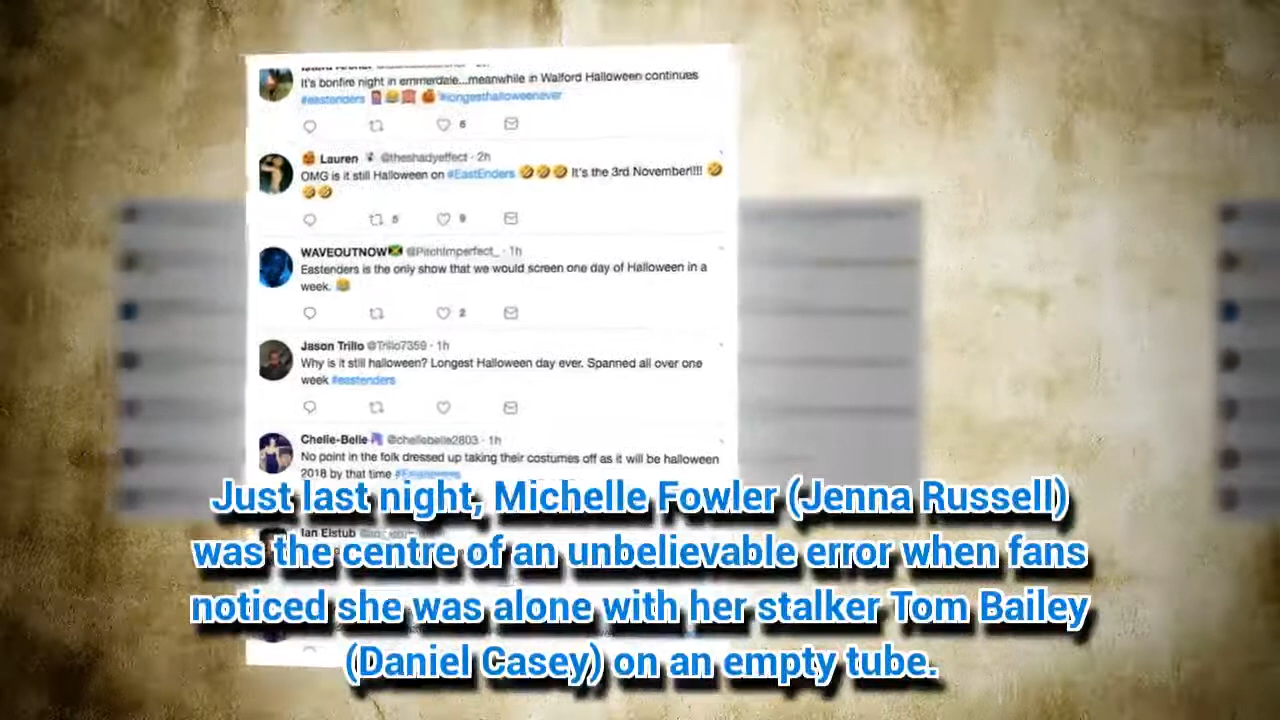 It's bonfire night in emmerdale...meanwhile in Walford Halloween continues
#eastenders #longesthalloweenever
6
Lauren @theshadyeffect · 2h
OMG is it still Halloween on #EastEnders 🤣🤣🤣 It's the 3rd November!!!! 🤣
🤣🤣
5 9
WAVEOUTNOW🇯🇲 @PitchImperfect_ · 1h
Eastenders is the only show that we would screen one day of Halloween in a
week. 😂
2
Jason Trillo @Trillo7359 · 1h
Why is it still halloween? Longest Halloween day ever. Spanned all over one
week #eastenders
Chelle-Belle @chellebelle2803 · 1h
No point in the folk dressed up taking their costumes off as it will be halloween
2018 by that time #Eastenders
Ian Elstub
Just last night, Michelle Fowler (Jenna Russell)
was the centre of an unbelievable error when fans
noticed she was alone with her stalker Tom Bailey
(Daniel Casey) on an empty tube.